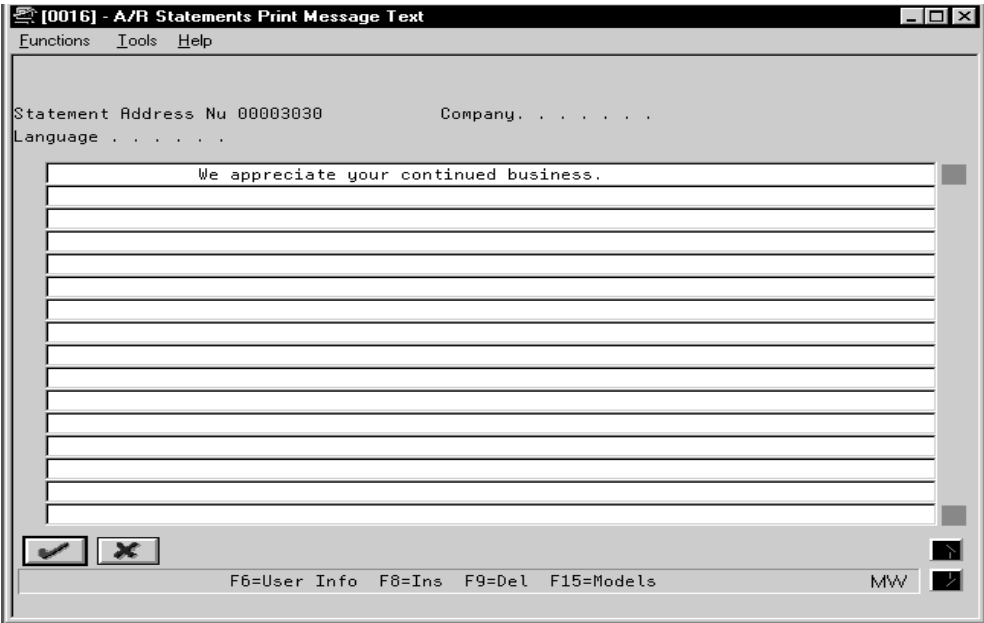 [0016] - A/R Statements Print Message Text
Functions Tools Help
Statement Address Nu 00003030 Company. . . . . . .
Language . . . . . .
We appreciate your continued business.
F6=User Info F8=Ins F9=Del F15=Models MW